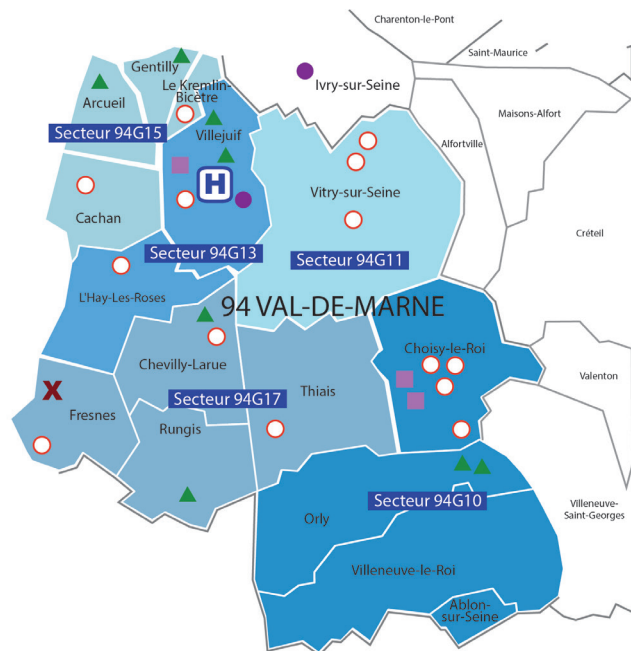 Charenton-le-Pont
Saint-Maurice
Gentilly
Le Kremlin-
Bicètre
Arcueil
Ivry-sur-Seine
Maisons-Alfort
Secteur 94G15
Villejuif
Alfortville
H
Vitry-sur-Seine
Cachan
Créteil
Secteur 94G13
Secteur 94G11
L'Hay-Les-Roses
94 VAL-DE-MARNE
Choisy-le-Roi
Chevilly-Larue
Valenton
X
Thiais
Secteur 94G17
Fresnes
Rungis
Secteur 94G10
Villeneuve-
Saint-Georges
Orly
Villeneuve-le-Roi
Ablon-
sur-Seine